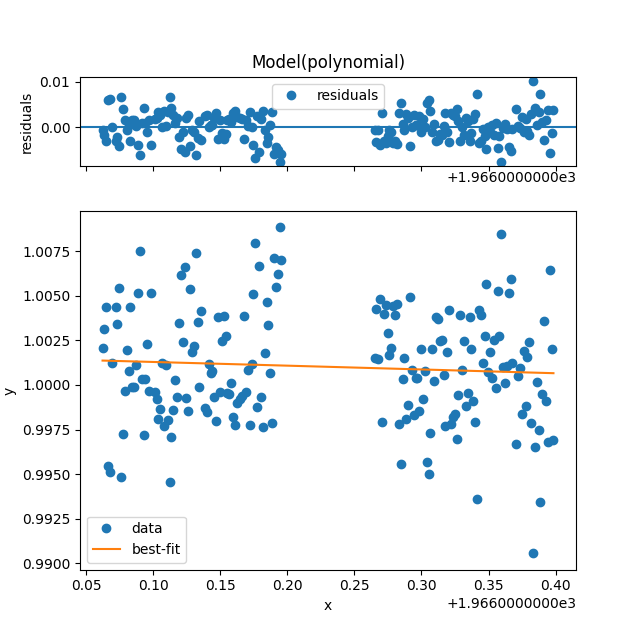 Model(polynomial)
0.01
0.00
residuals
residuals
+1.9660000000e3
1.0075
1.0050
1.0025
1.0000
0.9975
0.9950
0.9925
0.9900
y
data
best-fit
0.05 0.10 0.15 0.20 0.25 0.30 0.35 0.40
x
+1.9660000000e3